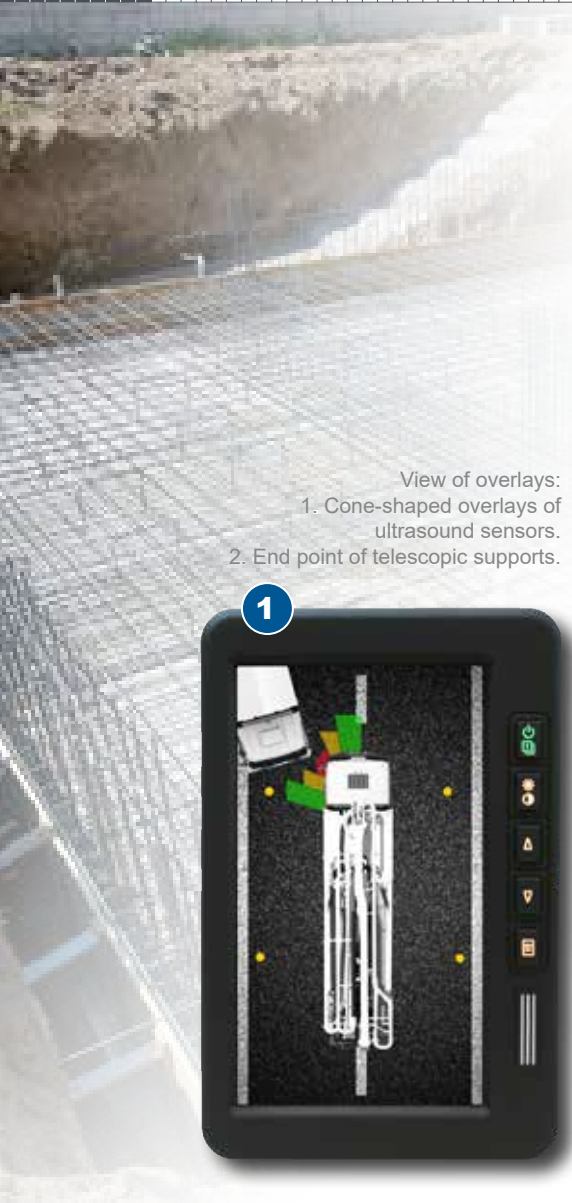 View of overlays:
1. Cone-shaped overlays of
ultrasound sensors.
2. End point of telescopic supports.
1